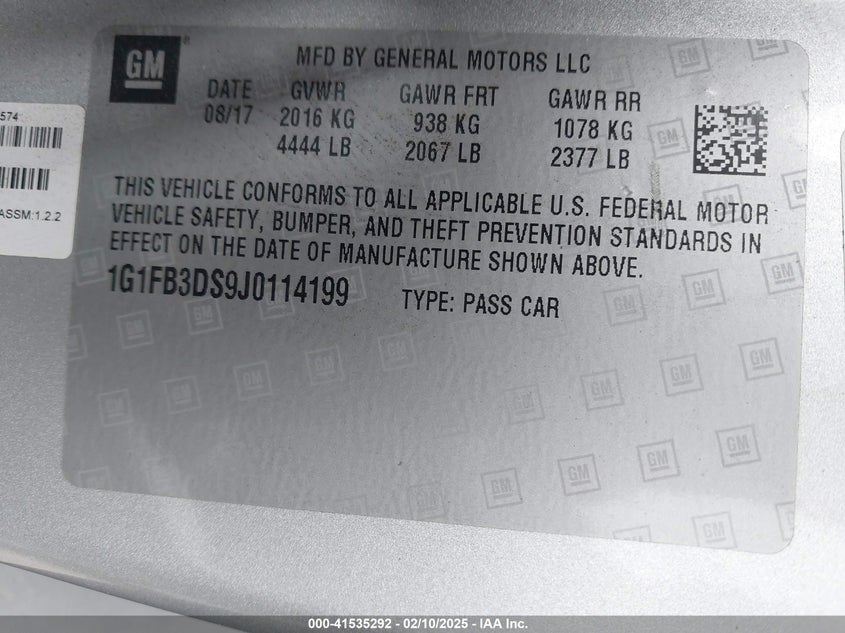 GM
MFD BY GENERAL MOTORS LLC
DATE GVWR GAWR FRT GAWR RR
08/17 2016 KG 938 KG 1078 KG
4444 LB 2067 LB 2377 LB
THIS VEHICLE CONFORMS TO ALL APPLICABLE U.S. FEDERAL MOTOR
VEHICLE SAFETY, BUMPER, AND THEFT PREVENTION STANDARDS IN
EFFECT ON THE DATE OF MANUFACTURE SHOWN ABOVE.
1G1FB3DS9J0114199 TYPE: PASS CAR
574
ASSM:1.2.2
000-41535292 - 02/10/2025 - IAA Inc.